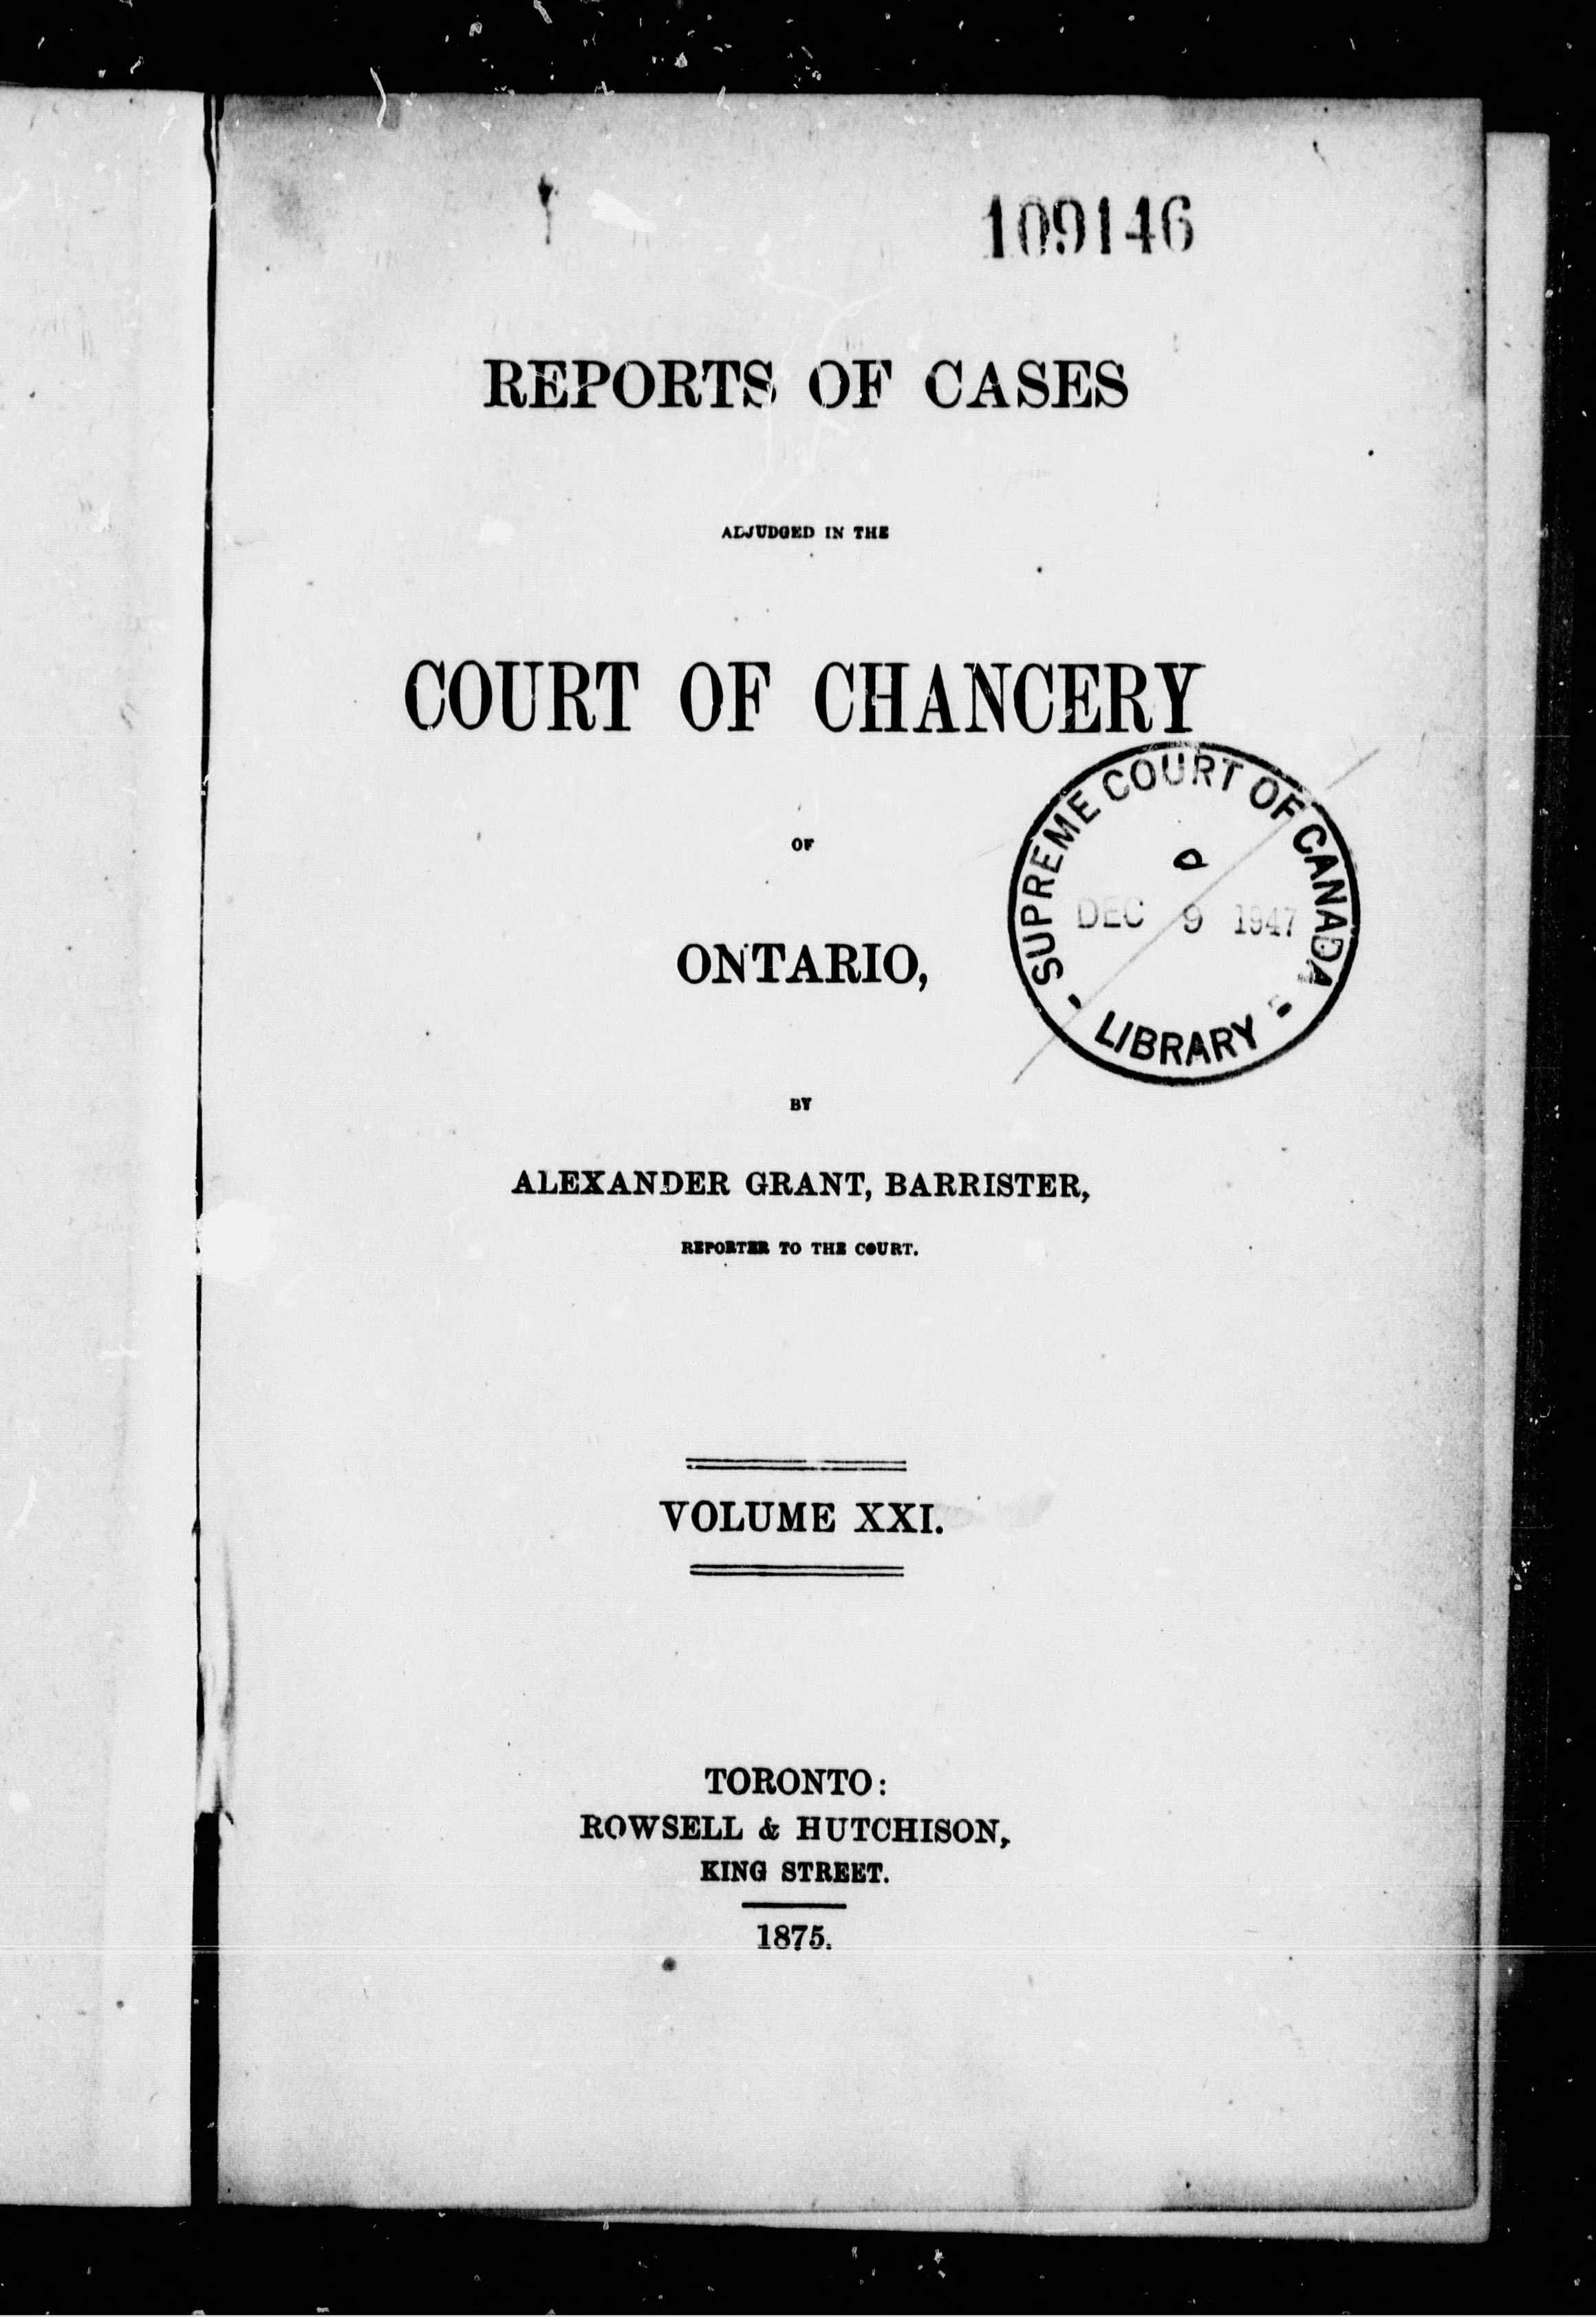 109146
REPORTS OF CASES
ADJUDGED IN THE
COURT OF CHANCERY
OF
ONTARIO,
SUPREME COURT OF CANADA
DEC 9 1947
LIBRARY
BY
ALEXANDER GRANT, BARRISTER,
REPORTER TO THE COURT.
VOLUME XXI.
TORONTO:
ROWSELL & HUTCHISON,
KING STREET.
1875.